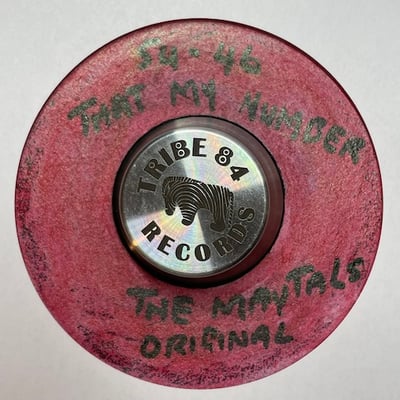 54-46
THAT MY NUMBER
TRIBE 84
RECORDS
THE MAYTALS
ORIGINAL